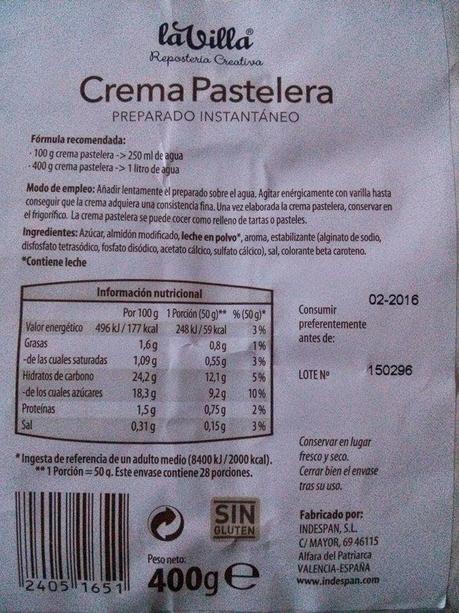 la Villa®
Repostería Creativa
Crema Pastelera
PREPARADO INSTANTÁNEO
Fórmula recomendada:
- 100 g crema pastelera -> 250 ml de agua
- 400 g crema pastelera -> 1 litro de agua
Modo de empleo: Añadir lentamente el preparado sobre el agua. Agitar enérgicamente con varilla hasta
conseguir que la crema adquiera una consistencia fina. Una vez elaborada la crema pastelera, conservar en
el frigorífico. La crema pastelera se puede cocer como relleno de tartas o pasteles.
Ingredientes: Azúcar, almidón modificado, leche en polvo*, aroma, estabilizante (alginato de sodio,
disfosfato tetrasódico, fosfato disódico, acetato cálcico, sulfato cálcico), sal, colorante beta caroteno.
*Contiene leche
Información nutricional
Por 100 g 1 Porción (50 g)** % (50 g)*
Valor energético 496 kJ / 177 kcal 248 kJ / 59 kcal 3 %
Grasas 1,6 g 0,8 g 1 %
-de las cuales saturadas 1,09 g 0,55 g 3 %
Hidratos de carbono 24,2 g 12,1 g 5 %
-de los cuales azúcares 18,3 g 9,2 g 10 %
Proteínas 1,5 g 0,75 g 2 %
Sal 0,31 g 0,15 g 3 %
* Ingesta de referencia de un adulto medio (8400 kJ / 2000 kcal).
** 1 Porción = 50 g. Este envase contiene 28 porciones.
Consumir
preferentemente
antes de:
02-2016
LOTE Nº 150296
Conservar en lugar
fresco y seco.
Cerrar bien el envase
tras su uso.
SIN
GLUTEN
Peso neto:
400g e
2405 1651
Fabricado por:
INDESPAN, S.L.
C/ MAYOR, 69 46115
Alfara del Patriarca
VALENCIA-ESPAÑA
www.indespan.com